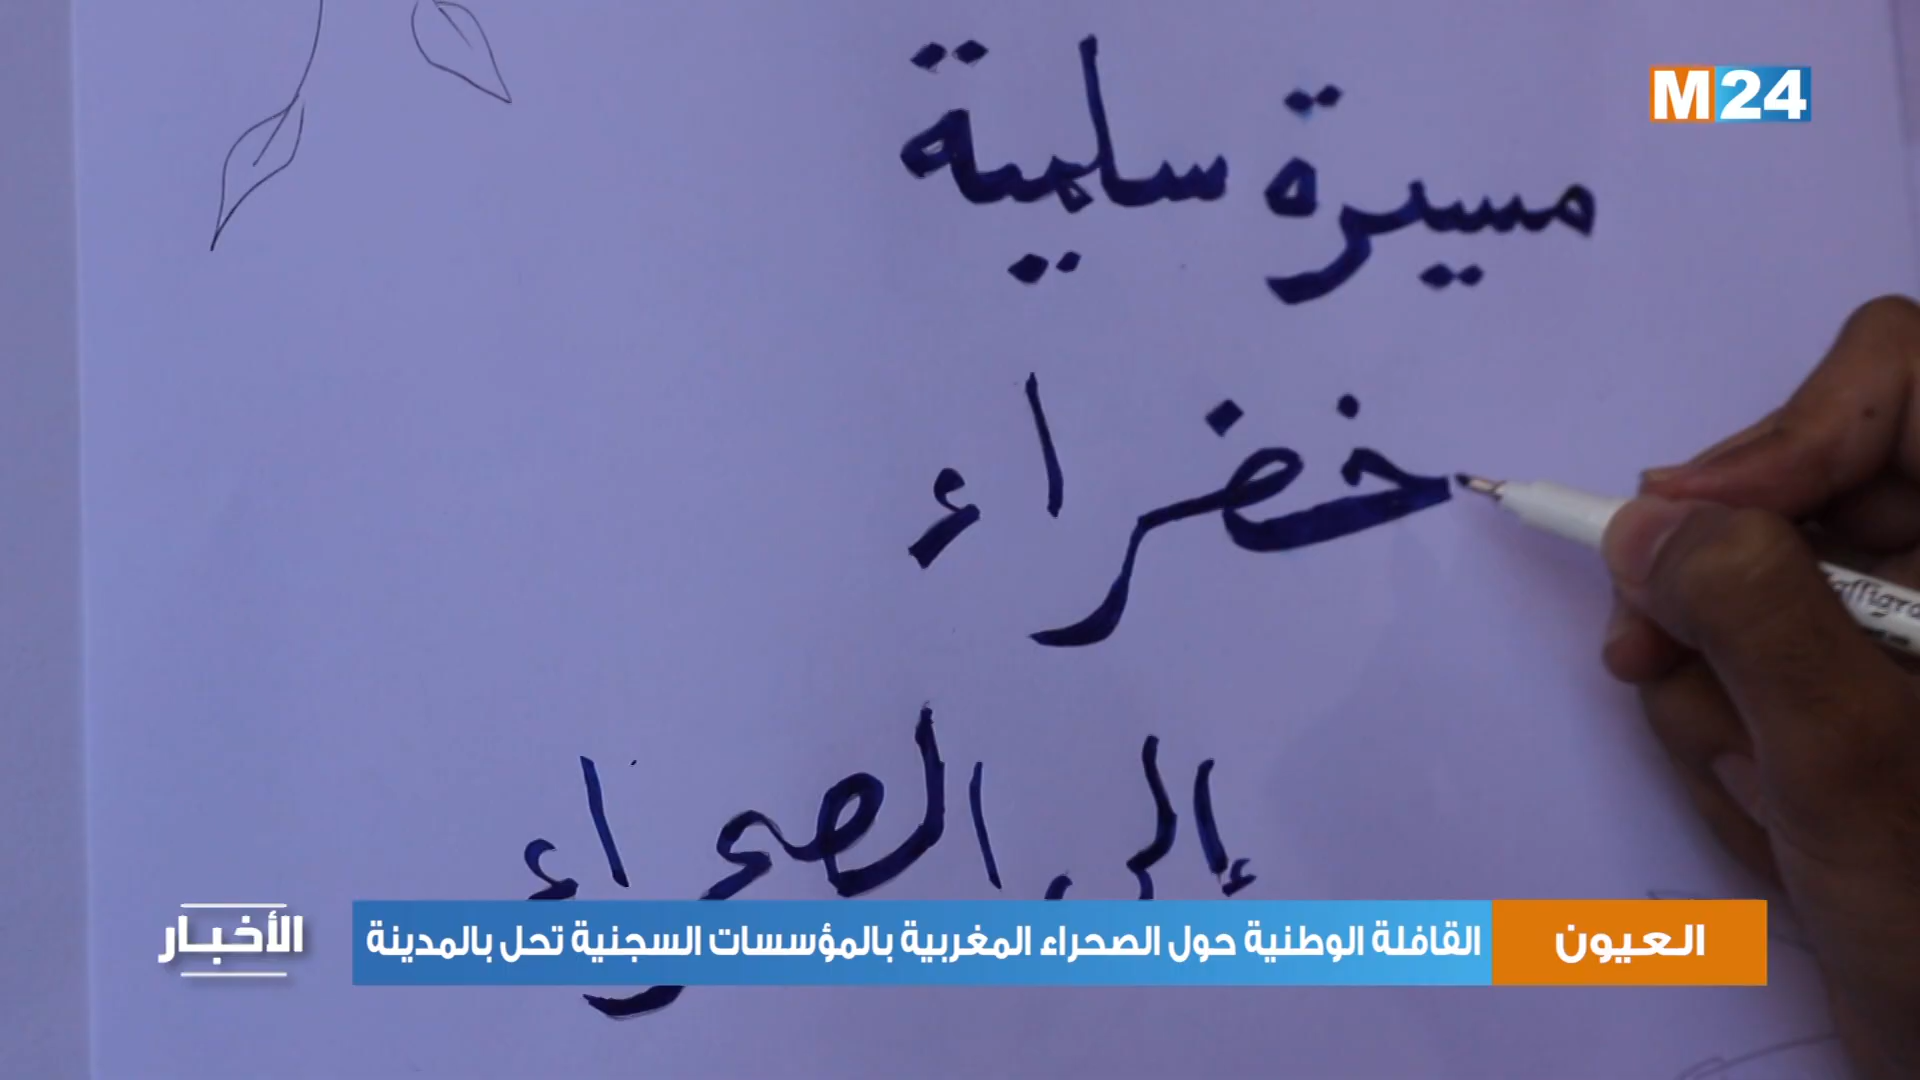 M24
مسيرة سلمية
خضراء
إلى الصحراء
العيون
القافلة الوطنية حول الصحراء المغربية بالمؤسسات السجنية تحل بالمدينة
الأخبار